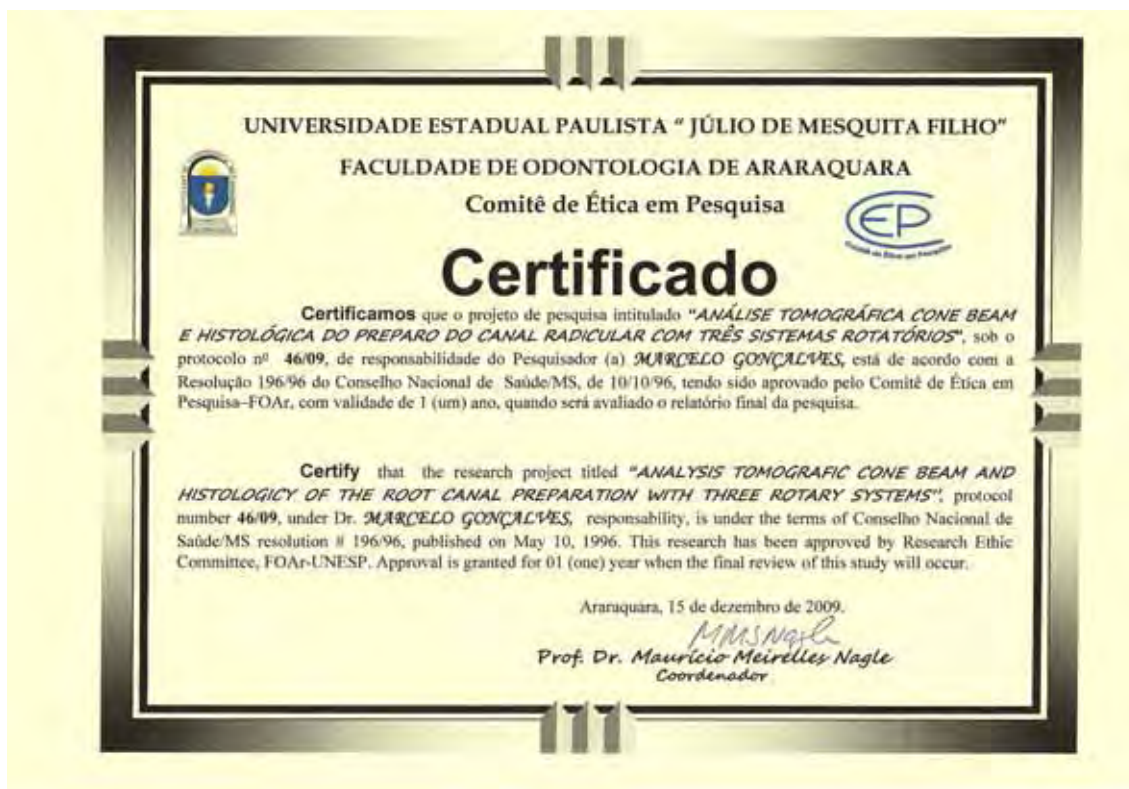 UNIVERSIDADE ESTADUAL PAULISTA “ JÚLIO DE MESQUITA FILHO”
FACULDADE DE ODONTOLOGIA DE ARARAQUARA
Comitê de Ética em Pesquisa
CEP
Comitê de Ética em Pesquisa
Certificado
Certificamos que o projeto de pesquisa intitulado "ANÁLISE TOMOGRÁFICA CONE BEAM
E HISTOLÓGICA DO PREPARO DO CANAL RADICULAR COM TRÊS SISTEMAS ROTATÓRIOS", sob o
protocolo nº 46/09, de responsabilidade do Pesquisador (a) MARCELO GONÇALVES, está de acordo com a
Resolução 196/96 do Conselho Nacional de Saúde/MS, de 10/10/96, tendo sido aprovado pelo Comitê de Ética em
Pesquisa–FOAr, com validade de 1 (um) ano, quando será avaliado o relatório final da pesquisa.
Certify that the research project titled "ANALYSIS TOMOGRAFIC CONE BEAM AND
HISTOLOGICY OF THE ROOT CANAL PREPARATION WITH THREE ROTARY SYSTEMS", protocol
number 46/09, under Dr. MARCELO GONÇALVES, responsability, is under the terms of Conselho Nacional de
Saúde/MS resolution # 196/96, published on May 10, 1996. This research has been approved by Research Ethic
Committee, FOAr-UNESP. Approval is granted for 01 (one) year when the final review of this study will occur.
Araraquara, 15 de dezembro de 2009.
MMSNagle
Prof. Dr. Maurício Meirelles Nagle
Coordenador